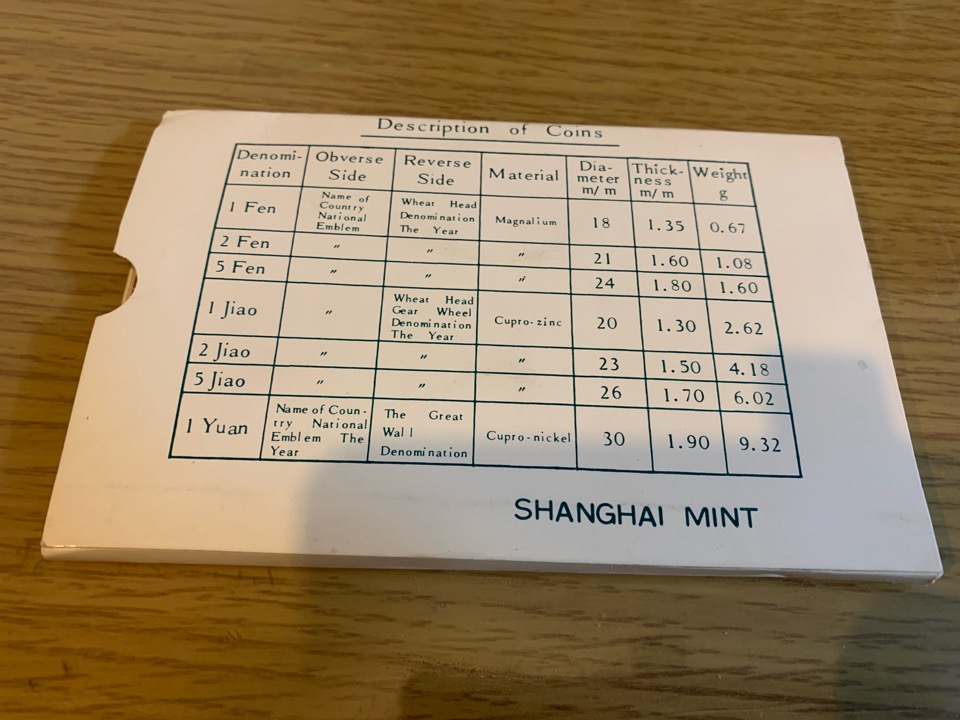 Description of Coins
Denomi-nation Obverse Side Reverse Side Material Dia-meter m/m Thick-ness m/m Weight g
1 Fen Name of Country National Emblem Wheat Head Denomination The Year Magnalium 18 1.35 0.67
2 Fen 〃 〃 〃 21 1.60 1.08
5 Fen 〃 〃 〃 24 1.80 1.60
1 Jiao 〃 Wheat Head Gear Wheel Denomination The Year Cupro-zinc 20 1.30 2.62
2 Jiao 〃 〃 〃 23 1.50 4.18
5 Jiao 〃 〃 〃 26 1.70 6.02
1 Yuan Name of Coun-try National Emblem The Year The Great Wall Denomination Cupro-nickel 30 1.90 9.32
SHANGHAI MINT